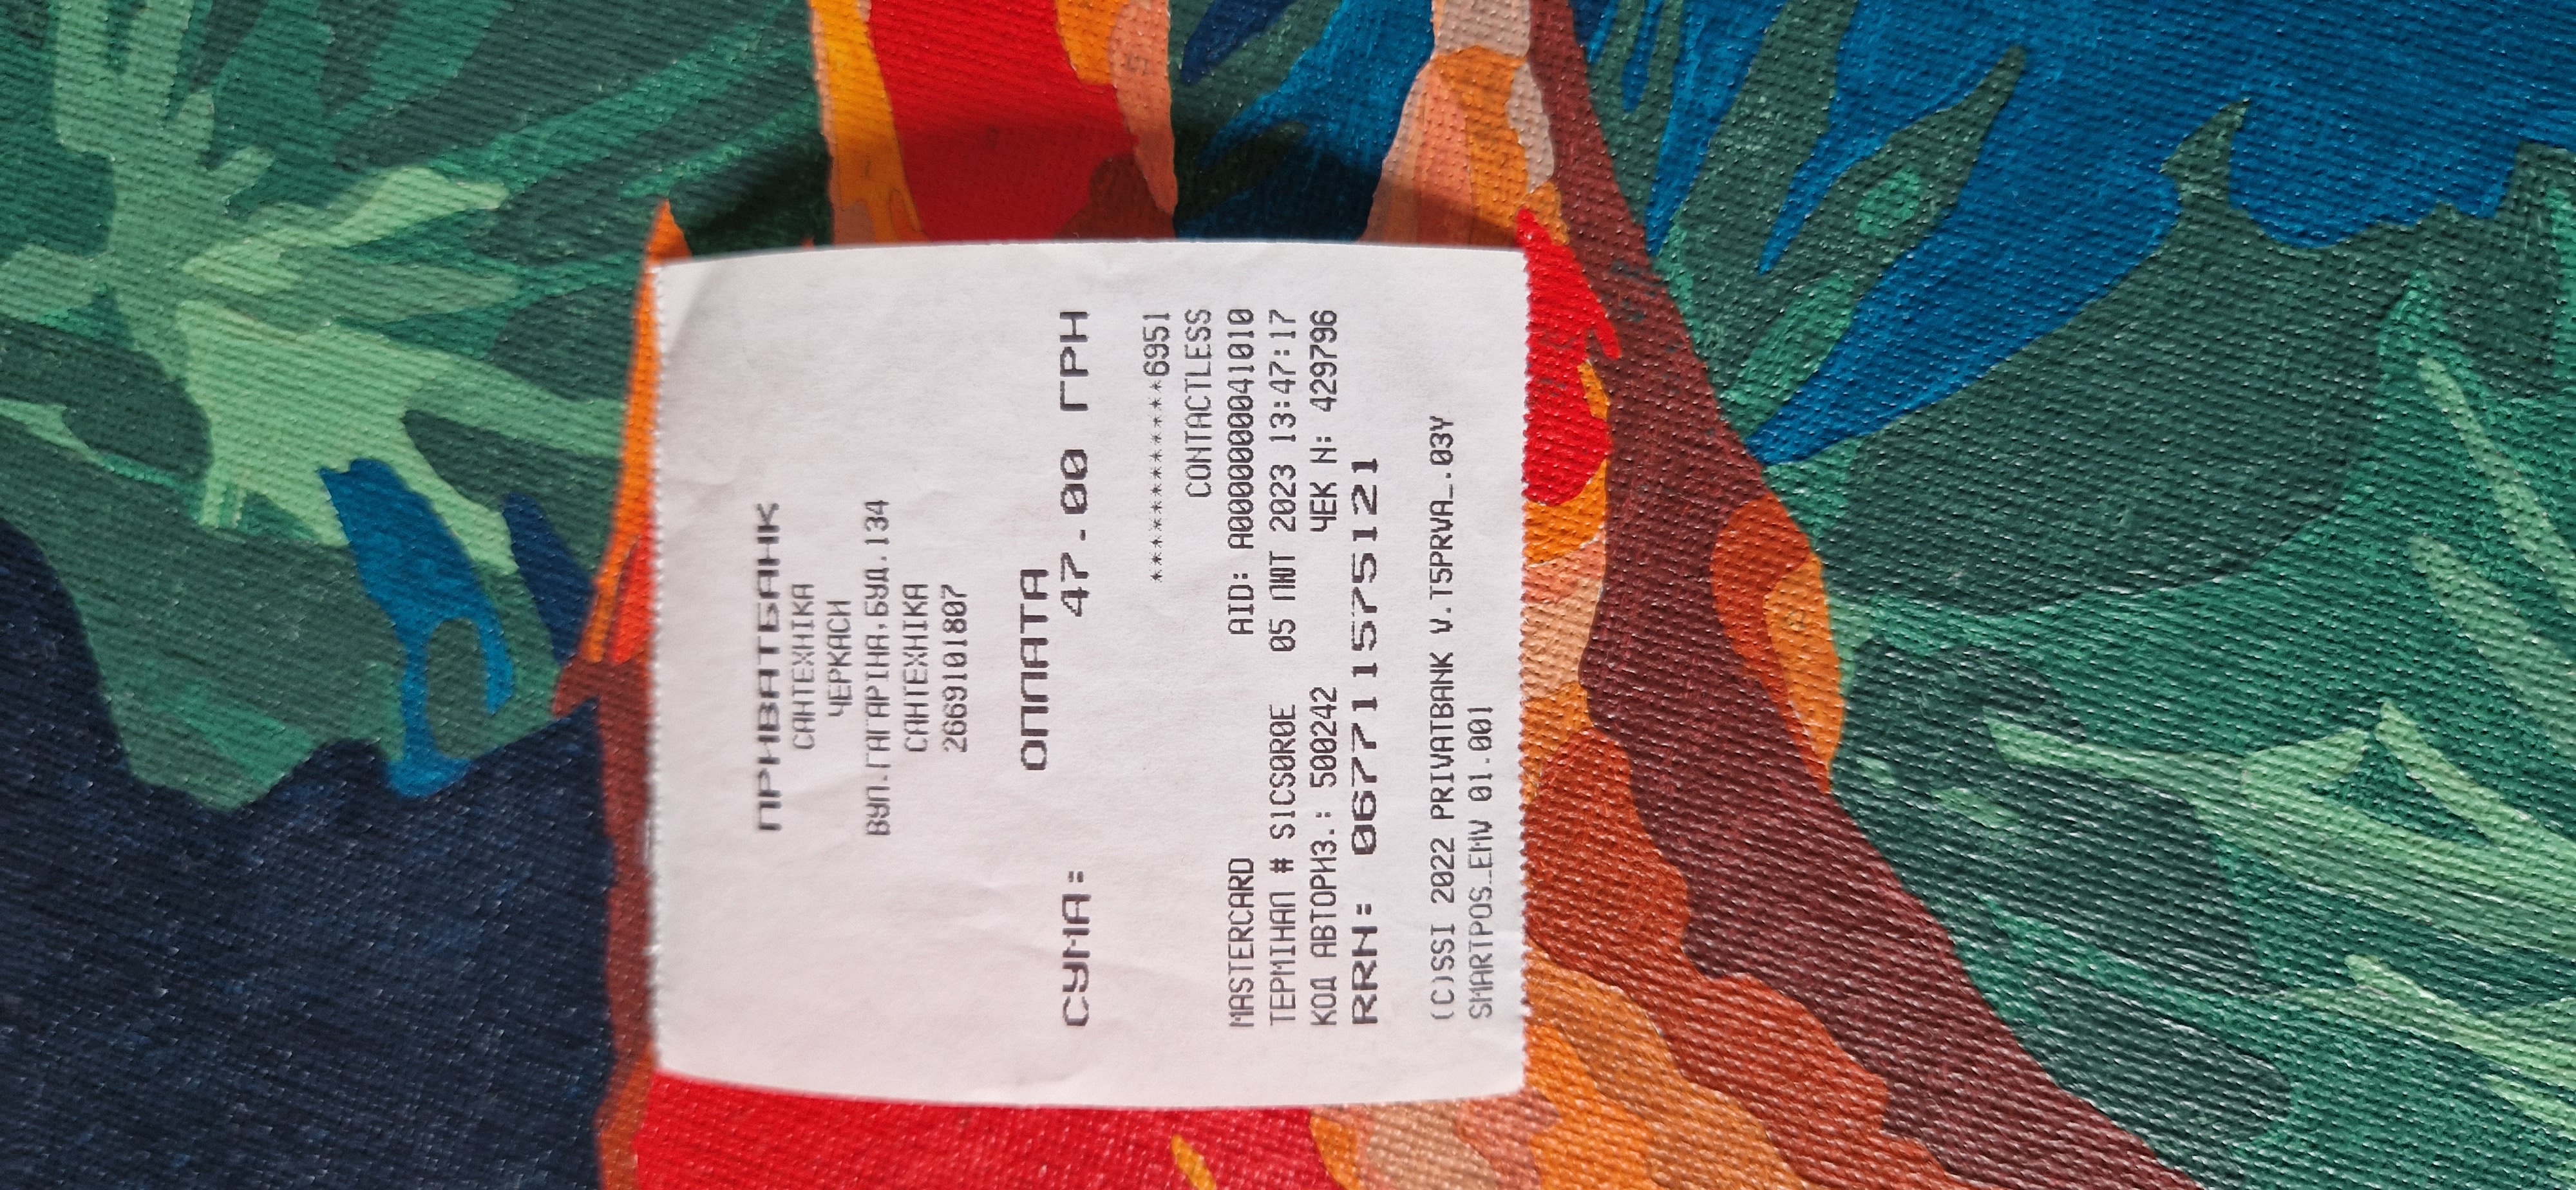 ПРИВАТБАНК
САНТЕХНІКА
ЧЕРКАСИ
ВУЛ.ГАГАРІНА,БУД.134
САНТЕХНІКА
2669101807
ОПЛАТА
СУМА: 47.00 ГРН
************6951
CONTACTLESS
MASTERCARD AID: A0000000041010
ТЕРМІНАЛ # S1CS0R0E 05 ЛЮТ 2023 13:47:17
КОД АВТОРИЗ.: 500242 ЧЕК N: 429796
RRN: 067711575121
(C)SSI 2022 PRIVATBANK V.T5PRVA_.03Y
SMARTPOS_EMV 01.001